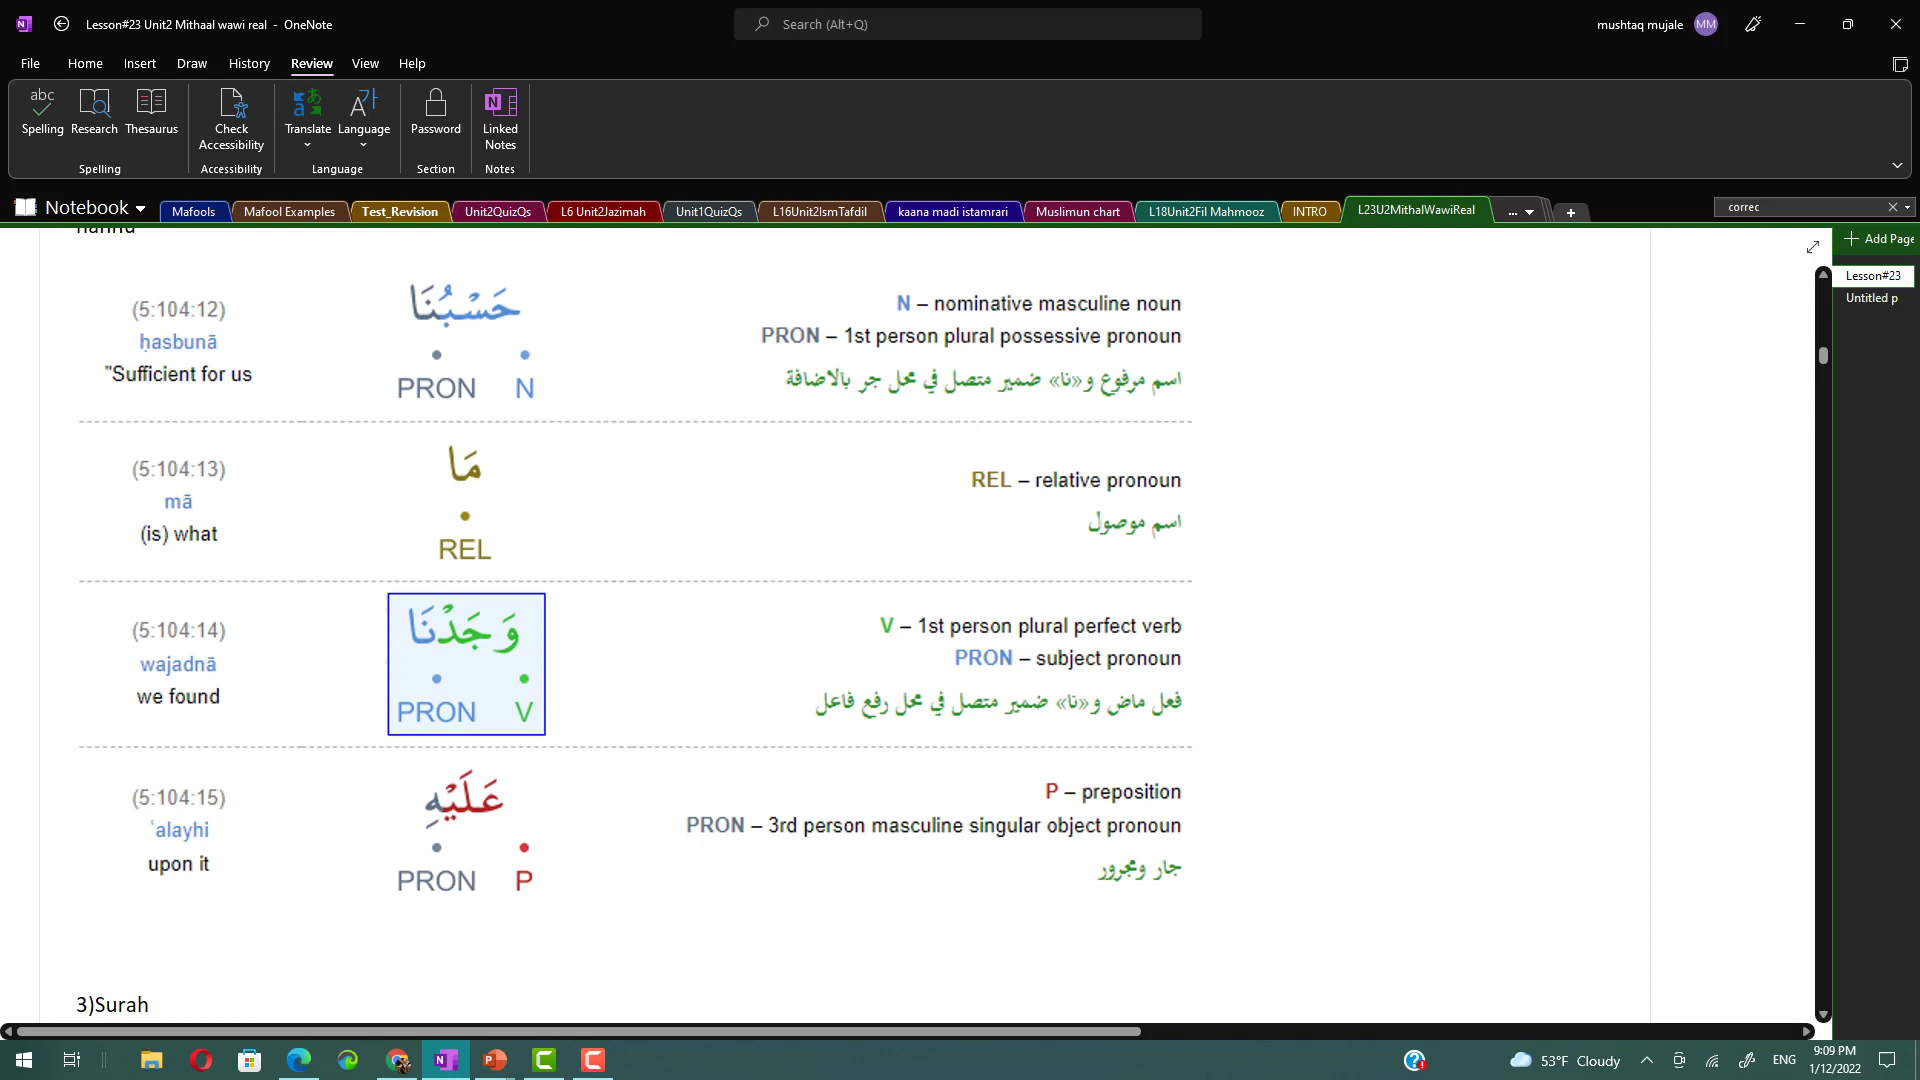 Lesson#23 Unit2 Mithaal wawi real - OneNote
Search (Alt+Q)
mushtaq mujale MM
File Home Insert Draw History Review View Help
abc
Spelling Research Thesaurus Check Accessibility Translate Language Password Linked Notes
Spelling Accessibility Language Section Notes
Notebook Mafools Mafool Examples Test_Revision Unit2QuizQs L6 Unit2Jazimah Unit1QuizQs L16Unit2IsmTafdil kaana madi istamrari Muslimun chart L18Unit2Fil Mahmooz INTRO L23U2MithalWawiReal ... correc
Add Page
Lesson#23
Untitled p
(5:104:12)
ḥasbunā
"Sufficient for us
حَسْبُنَا
PRON N
N – nominative masculine noun
PRON – 1st person plural possessive pronoun
اسم مرفوع و«نا» ضمير متصل في محل جر بالاضافة
(5:104:13)
mā
(is) what
مَا
REL
REL – relative pronoun
اسم موصول
(5:104:14)
wajadnā
we found
وَجَدْنَا
PRON V
V – 1st person plural perfect verb
PRON – subject pronoun
فعل ماض و«نا» ضمير متصل في محل رفع فاعل
(5:104:15)
ʿalayhi
upon it
عَلَيْهِ
PRON P
P – preposition
PRON – 3rd person masculine singular object pronoun
جار ومجرور
3)Surah
53°F Cloudy ENG 9:09 PM
1/12/2022